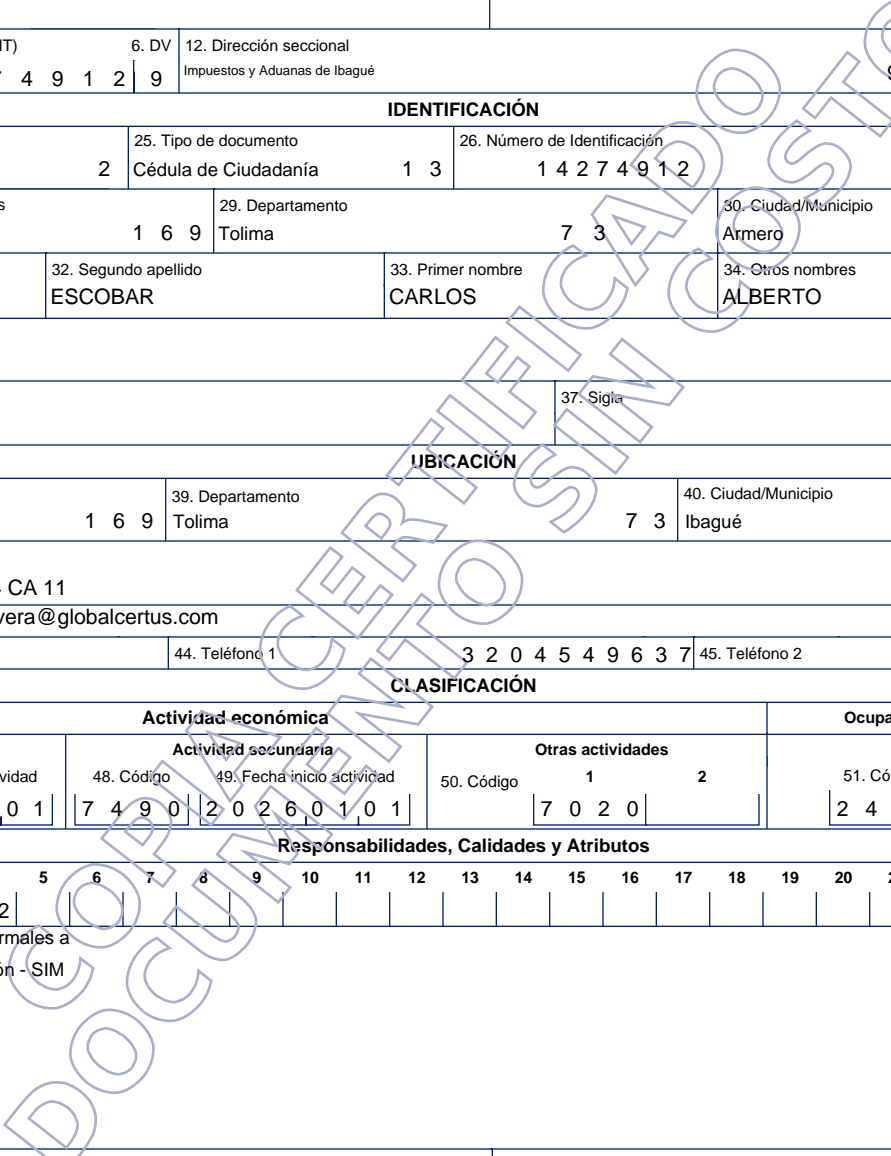 IT) 6. DV 12. Dirección seccional
4 9 1 2 9 Impuestos y Aduanas de Ibagué
IDENTIFICACIÓN
25. Tipo de documento 26. Número de Identificación
2 Cédula de Ciudadanía 1 3 1 4 2 7 4 9 1 2
s 29. Departamento 30. Ciudad/Municipio
1 6 9 Tolima 7 3 Armero
32. Segundo apellido 33. Primer nombre 34. Otros nombres
ESCOBAR CARLOS ALBERTO
37. Sigla
UBICACIÓN
39. Departamento 40. Ciudad/Municipio
1 6 9 Tolima 7 3 Ibagué
CA 11
vera@globalcertus.com
44. Teléfono 1 3 2 0 4 5 4 9 6 3 7 45. Teléfono 2
CLASIFICACIÓN
Actividad económica Ocupa
Actividad secundaria Otras actividades
vidad 48. Código 49. Fecha inicio actividad 50. Código 1 2 51. Có
0 1 7 4 9 0 2 0 2 6 0 1 0 1 7 0 2 0 2 4
Responsabilidades, Calidades y Atributos
5 6 7 8 9 10 11 12 13 14 15 16 17 18 19 20
2
rmales a
ón - SIM
COPIA CERTIFICADO
DOCUMENTO SIN COSTO